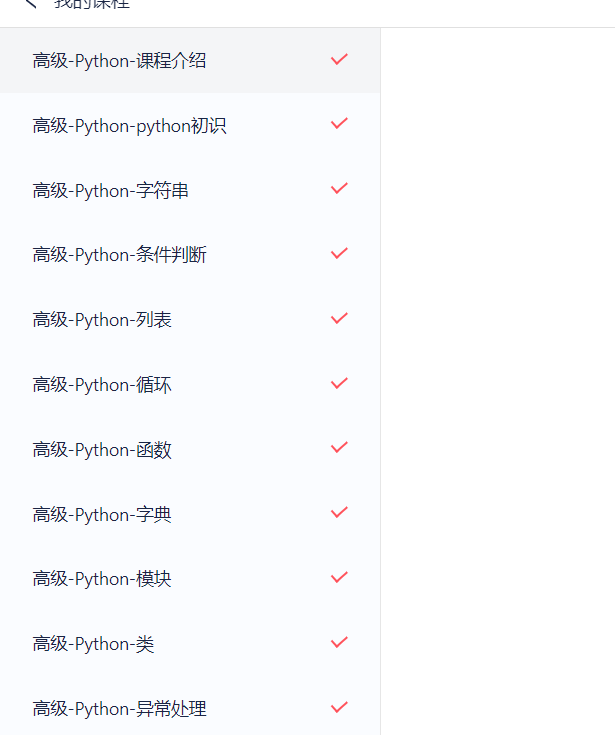 我的课程
高级-Python-课程介绍
高级-Python-python初识
高级-Python-字符串
高级-Python-条件判断
高级-Python-列表
高级-Python-循环
高级-Python-函数
高级-Python-字典
高级-Python-模块
高级-Python-类
高级-Python-异常处理